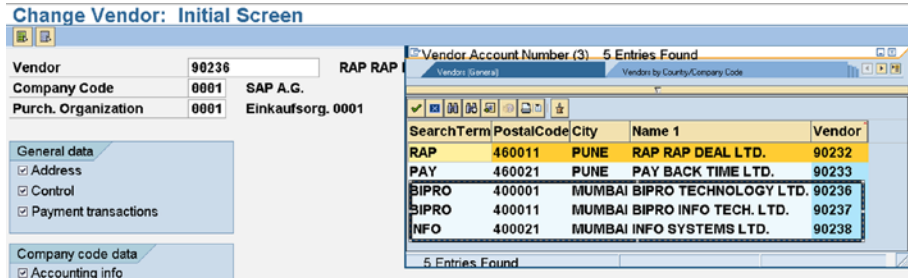 Change Vendor: Initial Screen
Vendor 90236 RAP RAP
Company Code 0001 SAP A.G.
Purch. Organization 0001 Einkaufsorg. 0001
General data
Address
Control
Payment transactions
Company code data
Accounting info
Vendor Account Number (3) 5 Entries Found
Vendors (General) Vendors by Country/Company Code
SearchTerm PostalCode City Name 1 Vendor
RAP 460011 PUNE RAP RAP DEAL LTD. 90232
PAY 460021 PUNE PAY BACK TIME LTD. 90233
BIPRO 400001 MUMBAI BIPRO TECHNOLOGY LTD. 90236
BIPRO 400011 MUMBAI BIPRO INFO TECH. LTD. 90237
INFO 400021 MUMBAI INFO SYSTEMS LTD. 90238
5 Entries Found